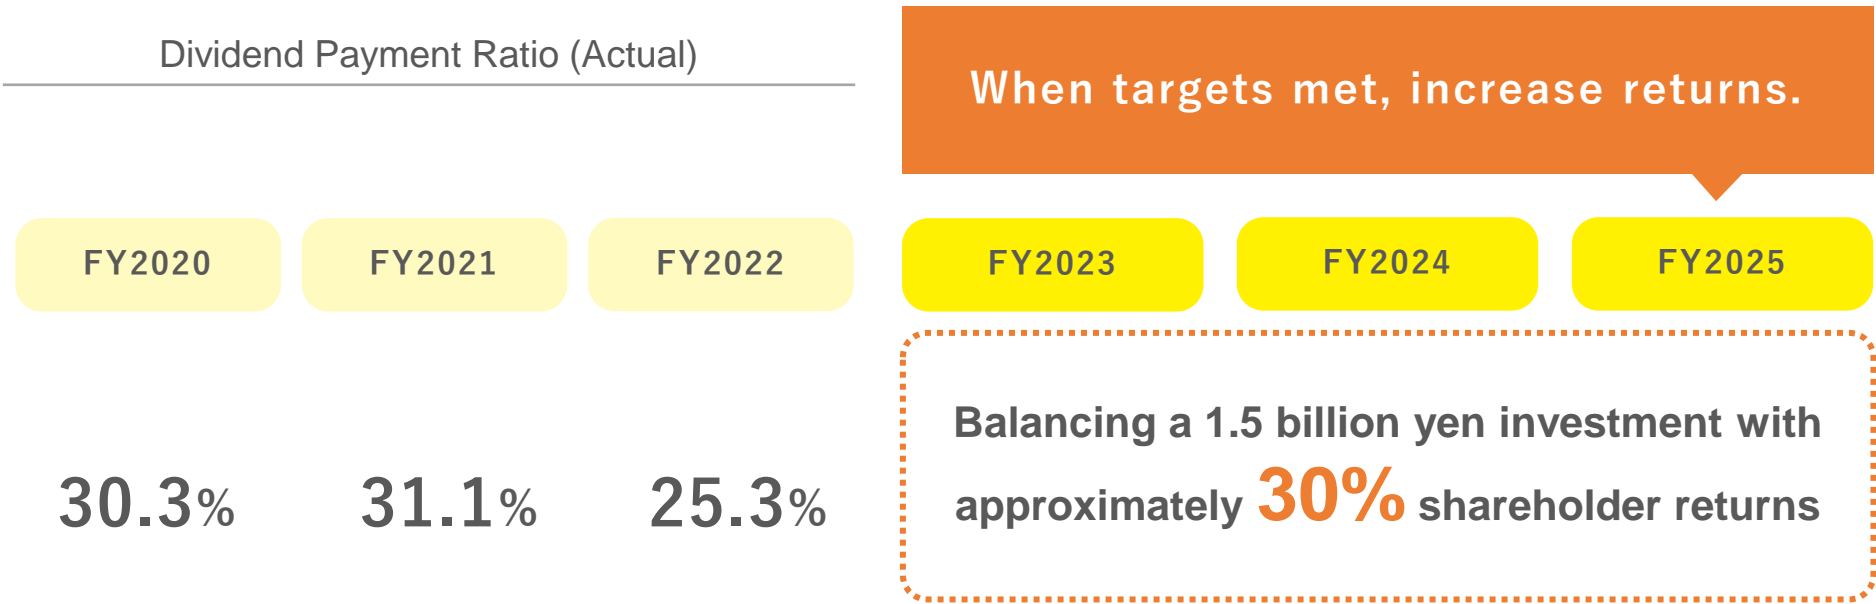 Dividend Payment Ratio (Actual)
When targets met, increase returns.
FY2020
FY2021
FY2022
FY2023
FY2024
FY2025
30.3%
31.1%
25.3%
Balancing a 1.5 billion yen investment with
approximately 30% shareholder returns